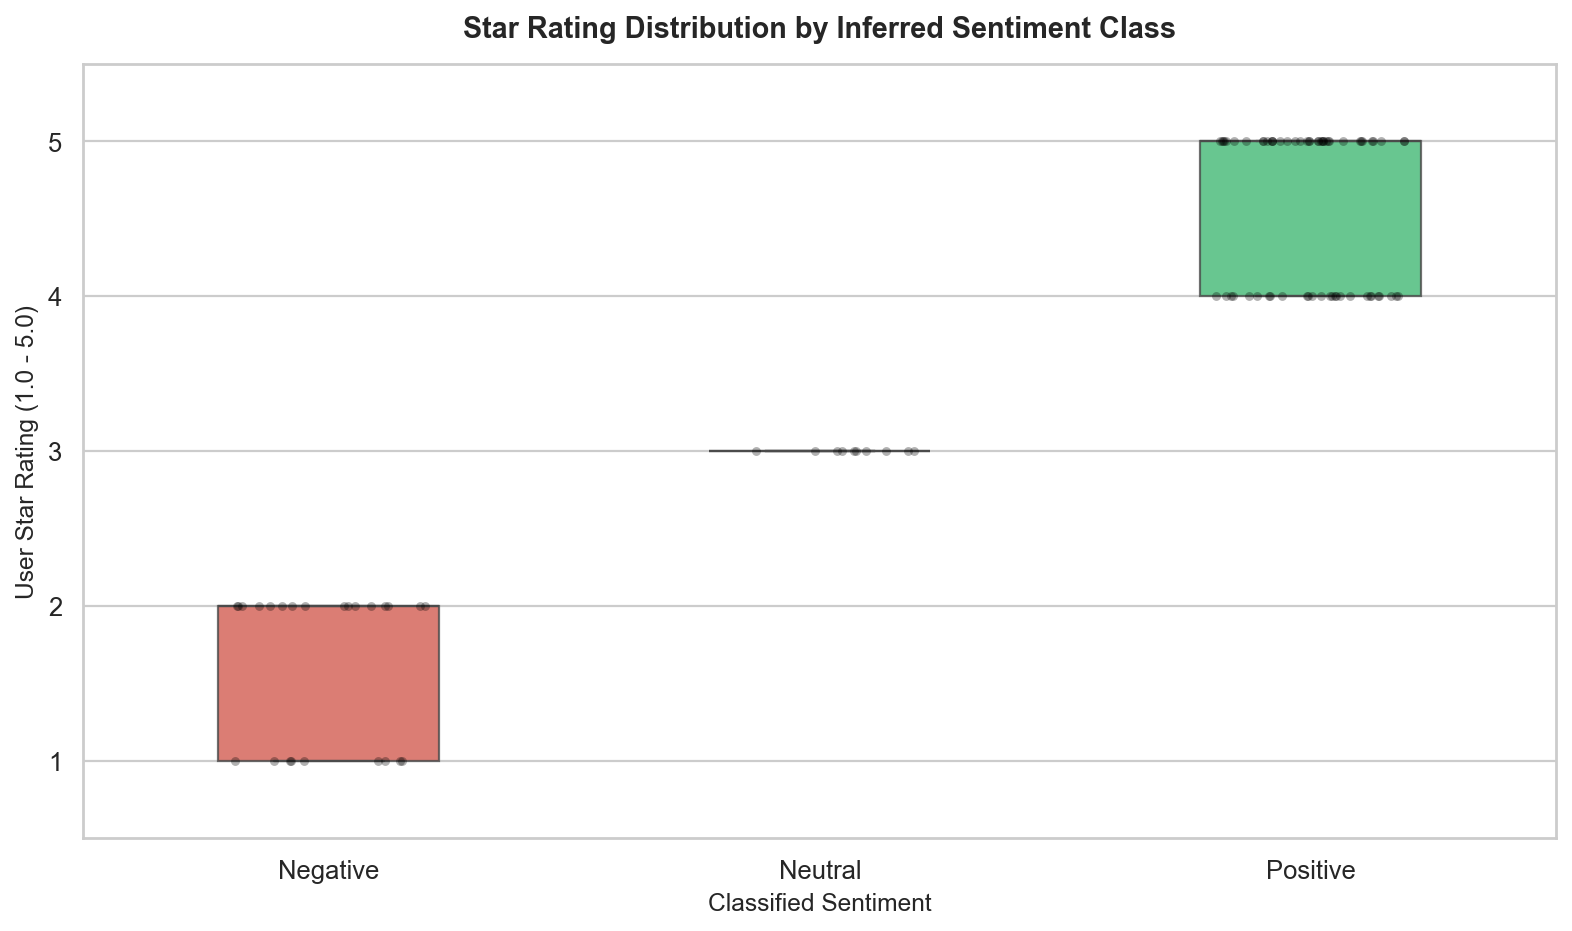 Star Rating Distribution by Inferred Sentiment Class
User Star Rating (1.0 - 5.0)
5
4
3
2
1
Negative
Neutral
Positive
Classified Sentiment